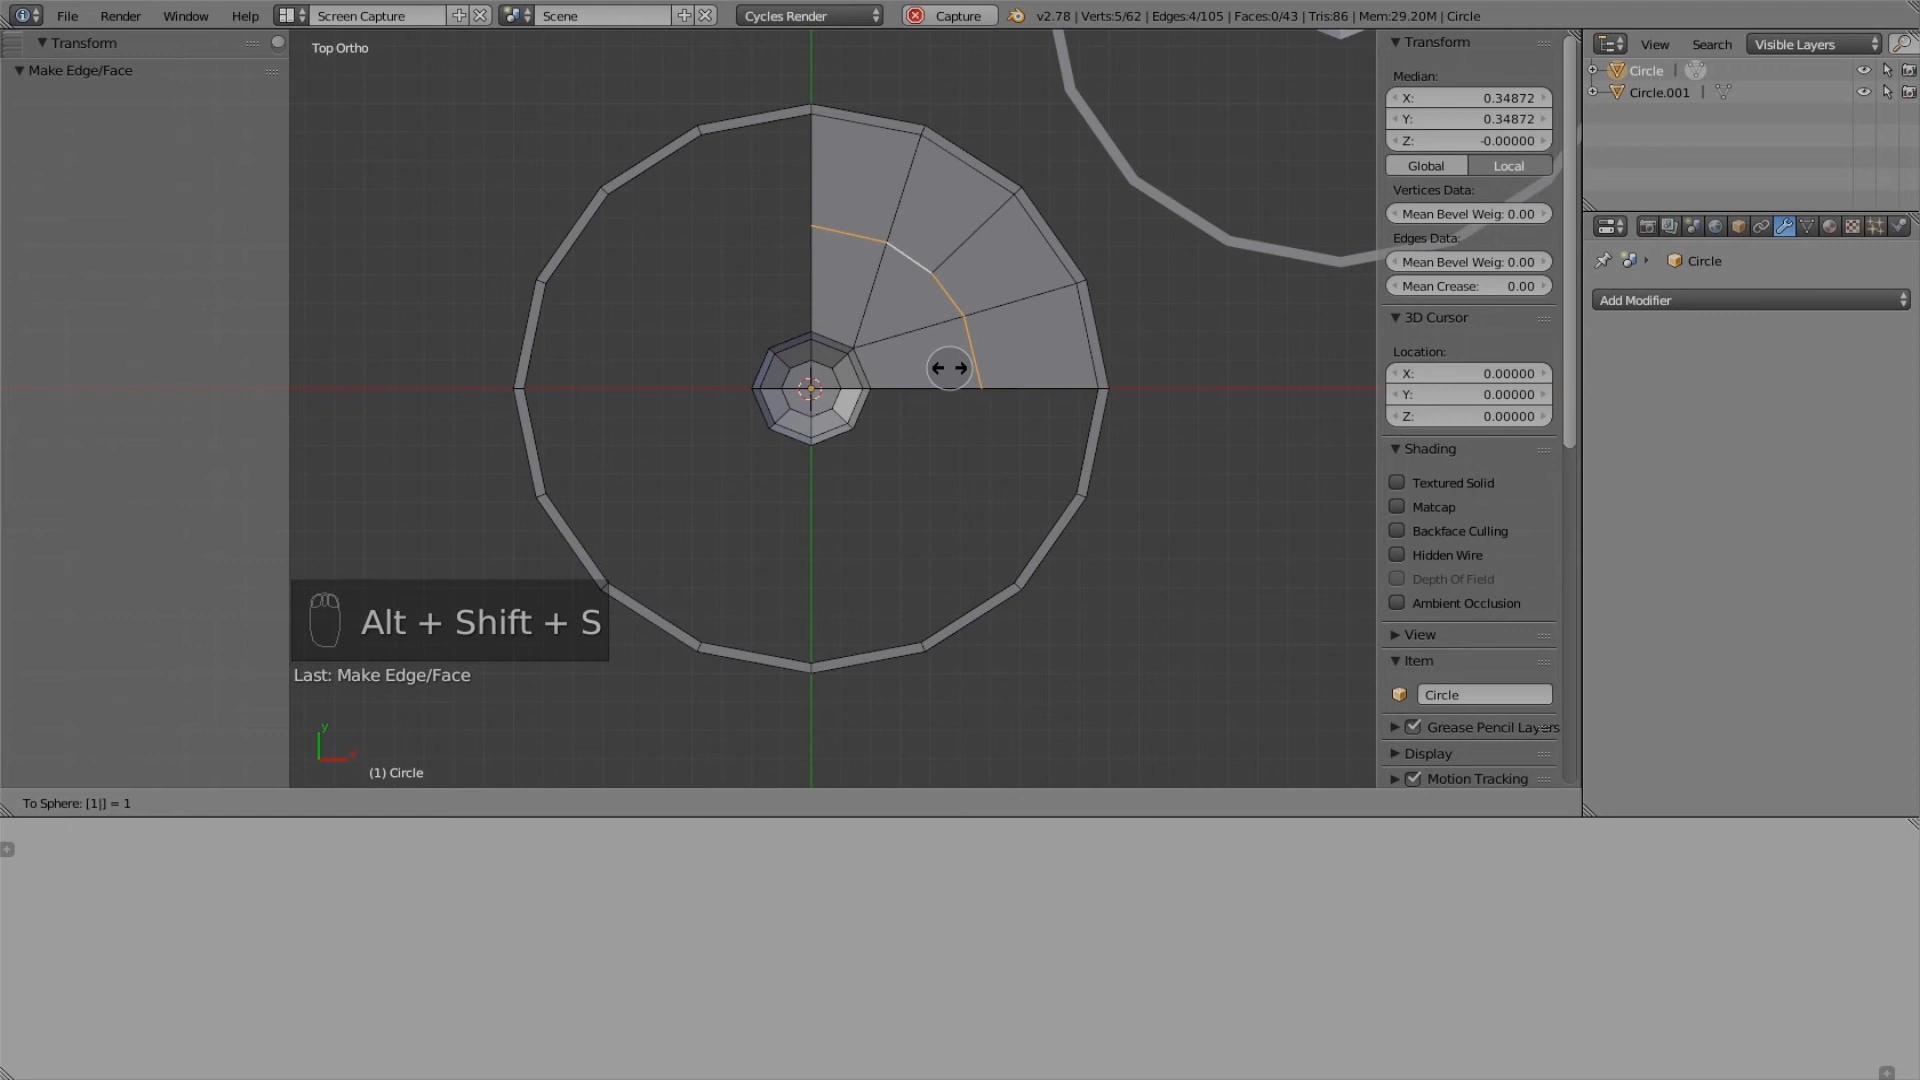 File Render Window Help Screen Capture Scene Cycles Render Capture v2.78 | Verts:5/62 | Edges:4/105 | Faces:0/43 | Tris:86 | Mem:29.20M | Circle
Transform
Make Edge/Face
Top Ortho
Alt + Shift + S
Last: Make Edge/Face
y
(1) Circle
To Sphere: [1|] = 1
Transform
Median:
X: 0.34872
Y: 0.34872
Z: -0.00000
Global Local
Vertices Data:
Mean Bevel Weig: 0.00
Edges Data:
Mean Bevel Weig: 0.00
Mean Crease: 0.00
3D Cursor
Location:
X: 0.00000
Y: 0.00000
Z: 0.00000
Shading
Textured Solid
Matcap
Backface Culling
Hidden Wire
Depth Of Field
Ambient Occlusion
View
Item
Circle
Grease Pencil Layers
Display
Motion Tracking
View Search Visible Layers
Circle
Circle.001
Circle
Add Modifier